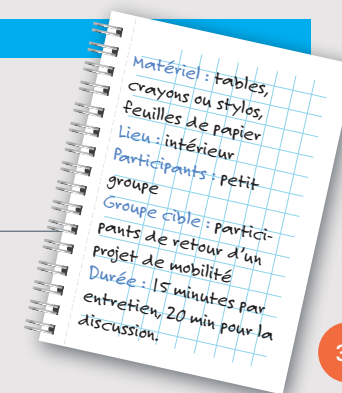 Matériel : tables,
crayons ou stylos,
feuilles de papier
Lieu : intérieur
Participants : petit
groupe
Groupe cible : partici-
pants de retour d'un
projet de mobilité
Durée : 15 minutes par
entretien, 20 min pour la
discussion.
3